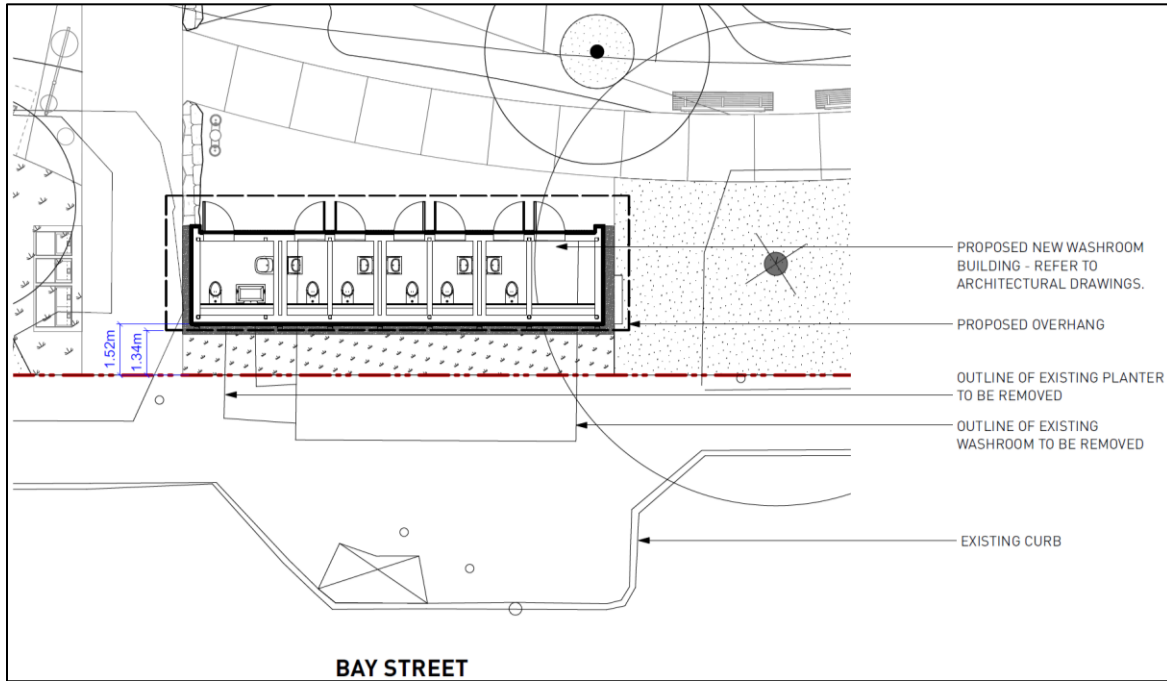 PROPOSED NEW WASHROOM
BUILDING - REFER TO
ARCHITECTURAL DRAWINGS.
PROPOSED OVERHANG
1.52m
1.34m
OUTLINE OF EXISTING PLANTER
TO BE REMOVED
OUTLINE OF EXISTING
WASHROOM TO BE REMOVED
EXISTING CURB
BAY STREET